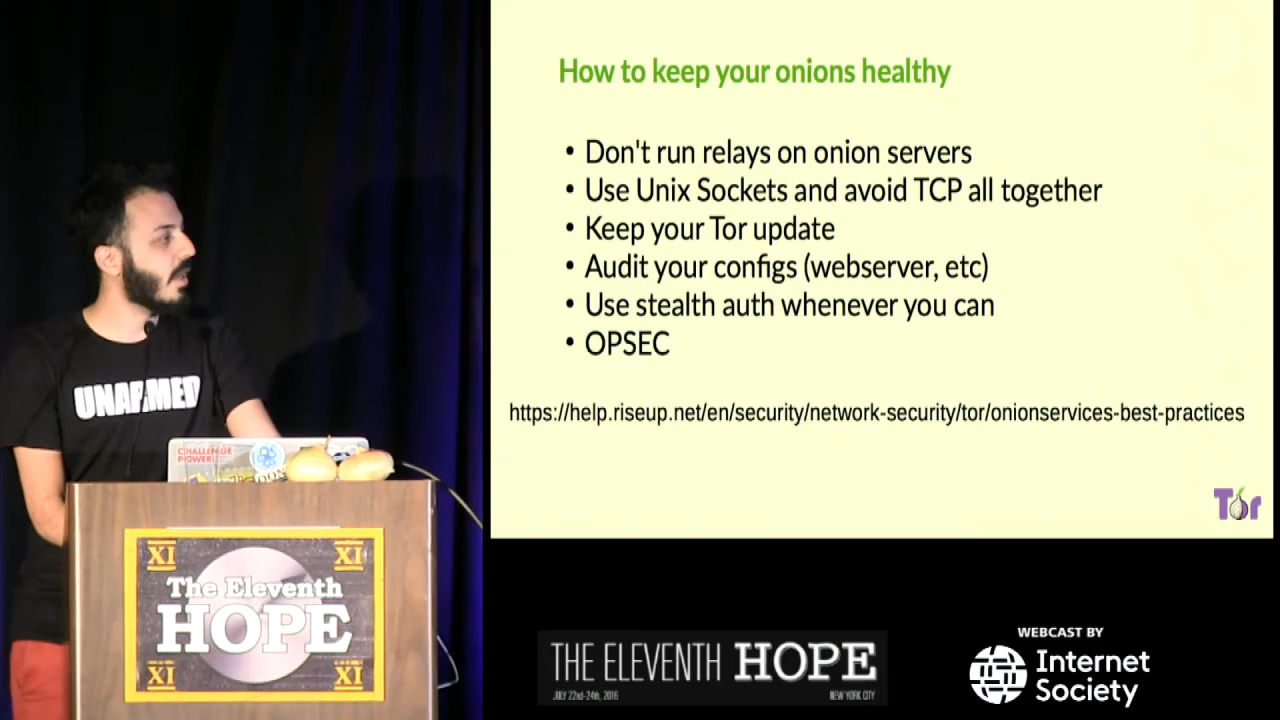 How to keep your onions healthy
• Don't run relays on onion servers
• Use Unix Sockets and avoid TCP all together
• Keep your Tor update
• Audit your configs (webserver, etc)
• Use stealth auth whenever you can
• OPSEC
https://help.riseup.net/en/security/network-security/tor/onionservices-best-practices
Tor
UNARMED
CHALLENGE
POWER
XI XI
The Eleventh
HOPE
XI XI
THE ELEVENTH HOPE
JULY 22nd-24th, 2016 NEW YORK CITY
WEBCAST BY
Internet
Society